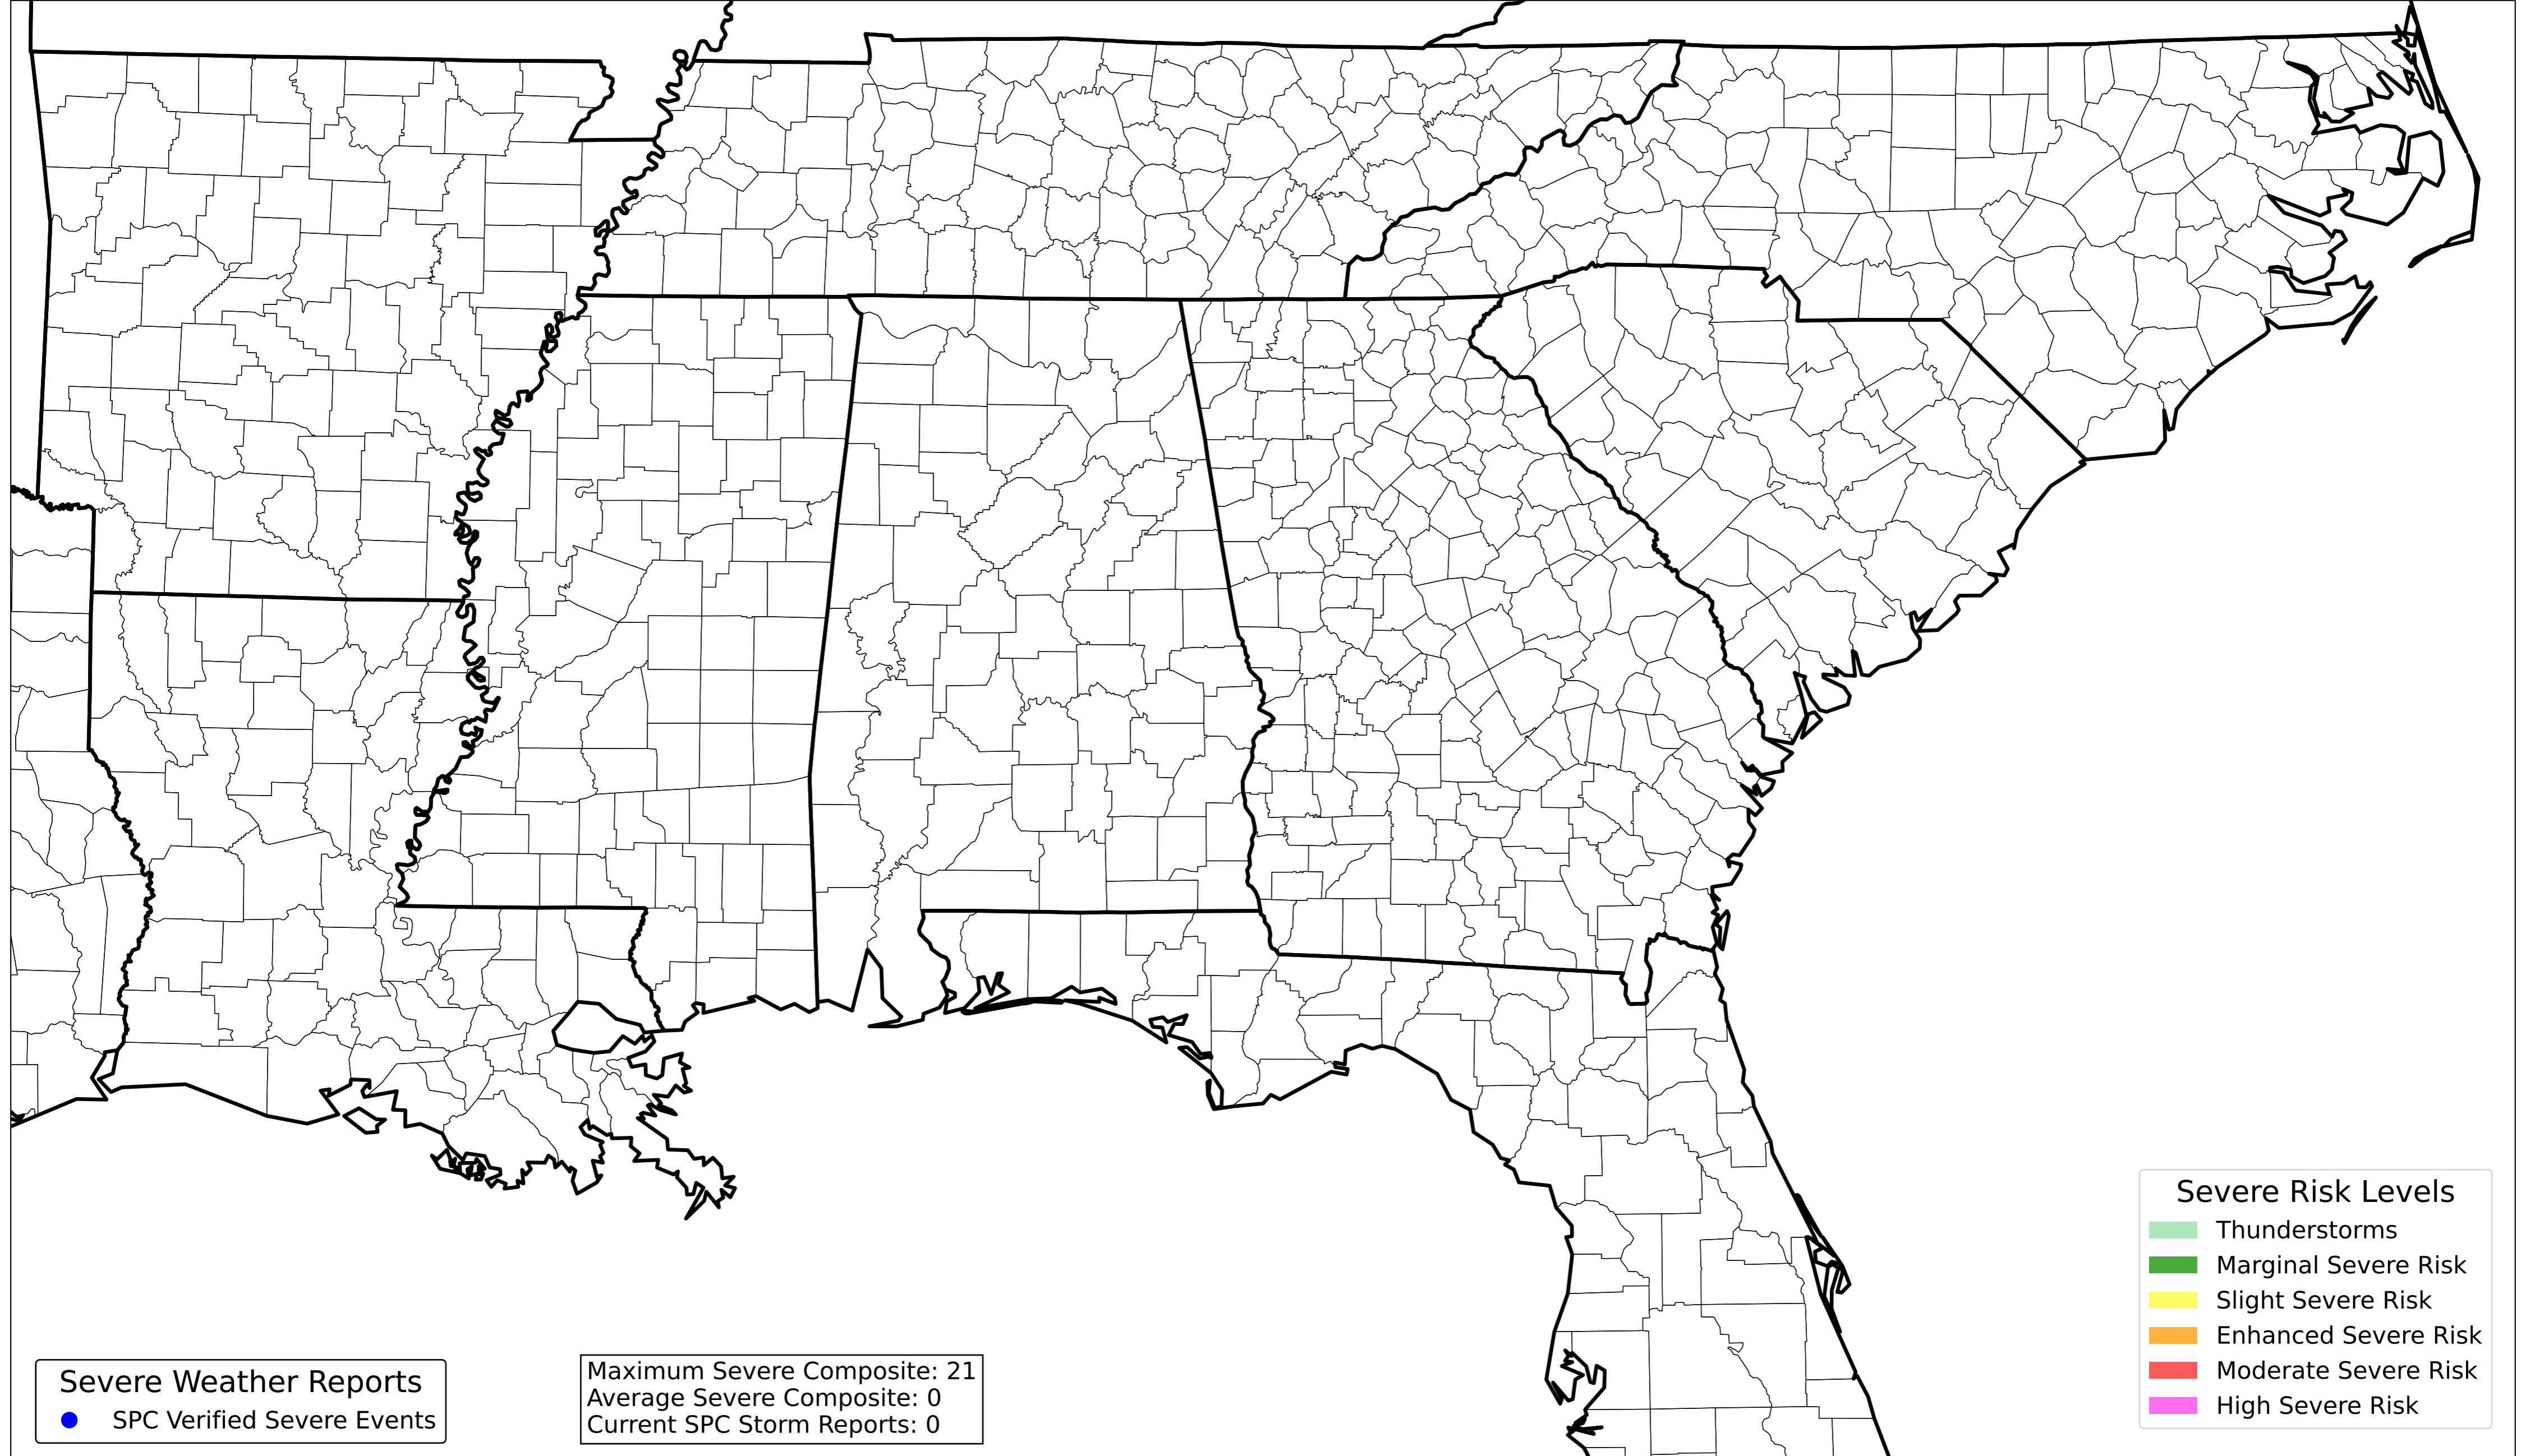 Severe Risk Levels
Thunderstorms
Marginal Severe Risk
Slight Severe Risk
Enhanced Severe Risk
Moderate Severe Risk
High Severe Risk
Severe Weather Reports
SPC Verified Severe Events
Maximum Severe Composite: 21
Average Severe Composite: 0
Current SPC Storm Reports: 0